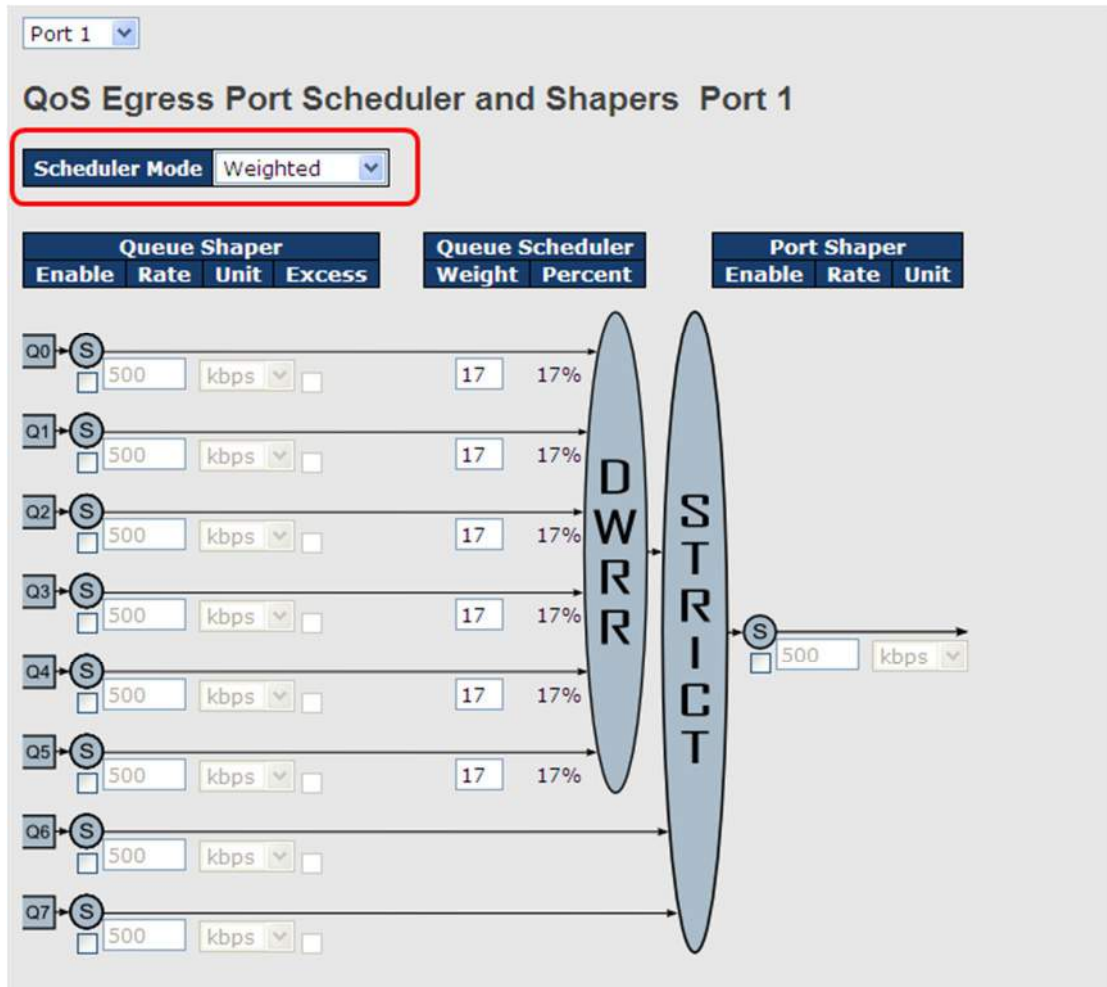 Port 1
QoS Egress Port Scheduler and Shapers Port 1
Scheduler Mode Weighted
Queue Shaper Queue Scheduler Port Shaper
Enable Rate Unit Excess Weight Percent Enable Rate Unit
Q0 S
500 kbps 17 17%
Q1 S
500 kbps 17 17%
Q2 S
500 kbps 17 17%
Q3 S
500 kbps 17 17%
Q4 S
500 kbps 17 17%
Q5 S
500 kbps 17 17%
Q6 S
500 kbps
Q7 S
500 kbps
DWRR
STRICT
S
500 kbps